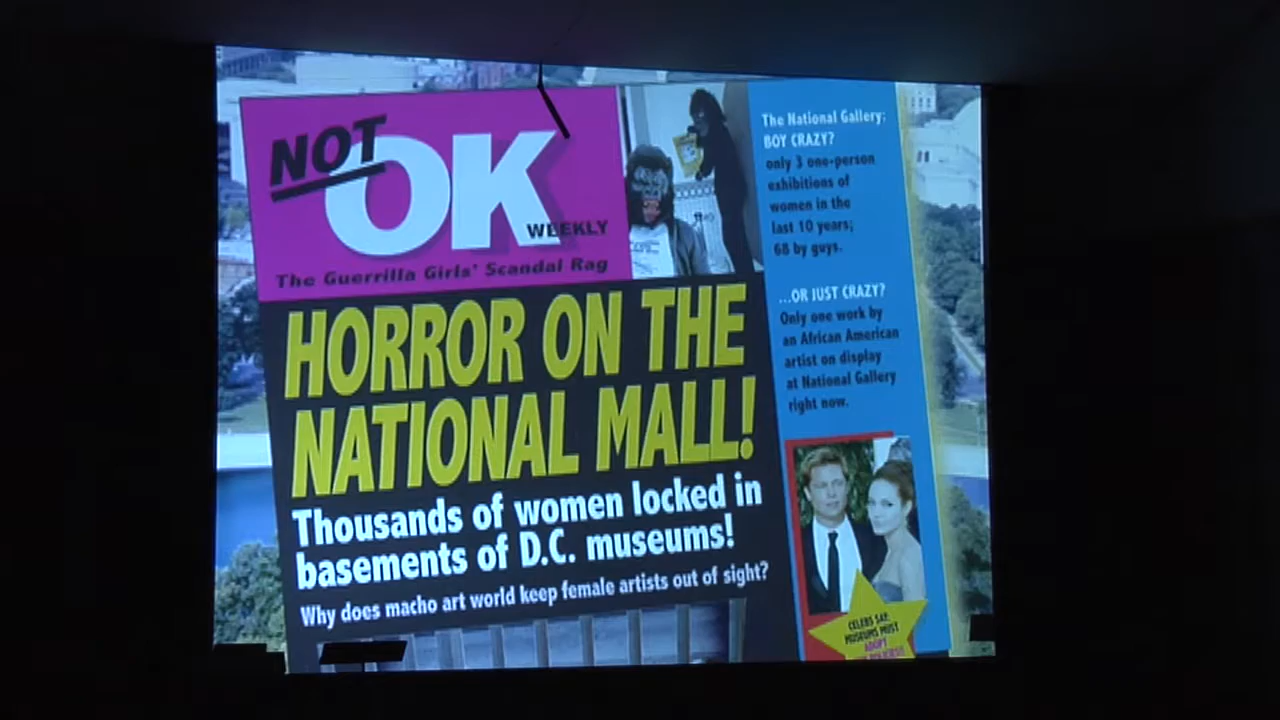 NOT
OK
WEEKLY
The Guerrilla Girls' Scandal Rag
HORROR ON THE
NATIONAL MALL!
Thousands of women locked in
basements of D.C. museums!
Why does macho art world keep female artists out of sight?
The National Gallery:
BOY CRAZY?
only 3 one-person
exhibitions of
women in the
last 10 years;
68 by guys.
...OR JUST CRAZY?
Only one work by
an African American
artist on display
at National Gallery
right now.
CELEBS SAY:
MUSEUMS MUST
ADOPT